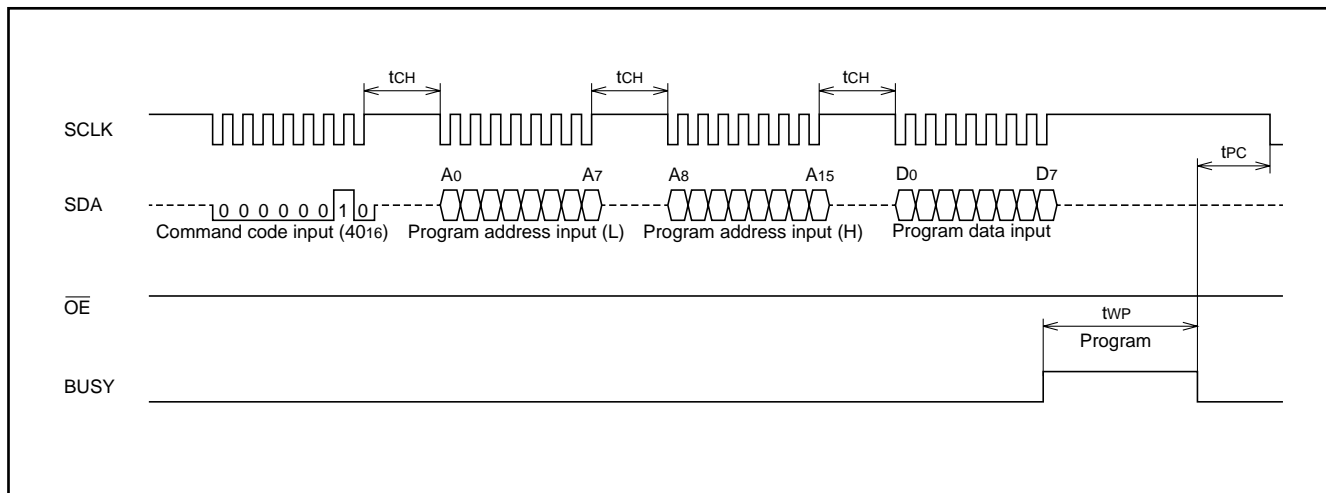 tCH tCH tCH
SCLK
tPC
A0 A7 A8 A15 D0 D7
SDA
0 0 0 0 0 0 1 0
Command code input (4016) Program address input (L) Program address input (H) Program data input
OE
tWP
Program
BUSY